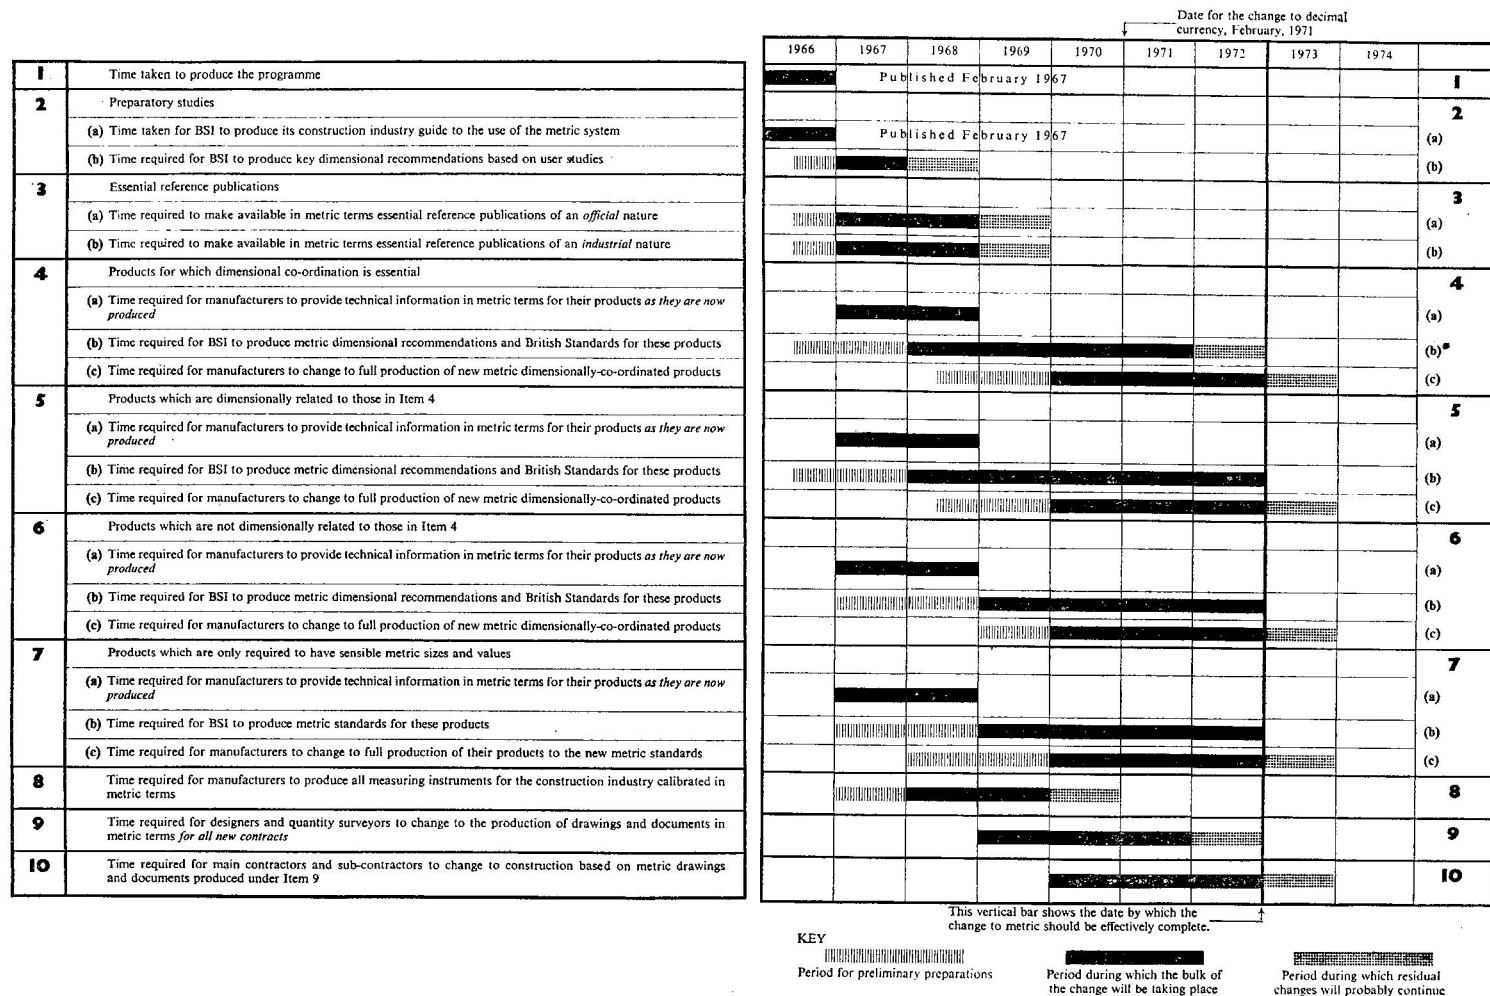 Date for the change to decimal
currency, February, 1971
1966 1967 1968 1969 1970 1971 1972 1973 1974
1 Time taken to produce the programme Published February 1967 1
2 Preparatory studies 2
(a) Time taken for BSI to produce its construction industry guide to the use of the metric system Published February 1967 (a)
(b) Time required for BSI to produce key dimensional recommendations based on user studies (b)
3 Essential reference publications 3
(a) Time required to make available in metric terms essential reference publications of an official nature (a)
(b) Time required to make available in metric terms essential reference publications of an industrial nature (b)
4 Products for which dimensional co-ordination is essential 4
(a) Time required for manufacturers to provide technical information in metric terms for their products as they are now
produced (a)
(b) Time required for BSI to produce metric dimensional recommendations and British Standards for these products (b)*
(c) Time required for manufacturers to change to full production of new metric dimensionally-co-ordinated products (c)
5 Products which are dimensionally related to those in Item 4 5
(a) Time required for manufacturers to provide technical information in metric terms for their products as they are now
produced (a)
(b) Time required for BSI to produce metric dimensional recommendations and British Standards for these products (b)
(c) Time required for manufacturers to change to full production of new metric dimensionally-co-ordinated products (c)
6 Products which are not dimensionally related to those in Item 4 6
(a) Time required for manufacturers to provide technical information in metric terms for their products as they are now
produced (a)
(b) Time required for BSI to produce metric dimensional recommendations and British Standards for these products (b)
(c) Time required for manufacturers to change to full production of new metric dimensionally-co-ordinated products (c)
7 Products which are only required to have sensible metric sizes and values 7
(a) Time required for manufacturers to provide technical information in metric terms for their products as they are now
produced (a)
(b) Time required for BSI to produce metric standards for these products (b)
(c) Time required for manufacturers to change to full production of their products to the new metric standards (c)
8 Time required for manufacturers to produce all measuring instruments for the construction industry calibrated in
metric terms 8
9 Time required for designers and quantity surveyors to change to the production of drawings and documents in
metric terms for all new contracts 9
10 Time required for main contractors and sub-contractors to change to construction based on metric drawings
and documents produced under Item 9 10
This vertical bar shows the date by which the
change to metric should be effectively complete.
KEY
Period for preliminary preparations
Period during which the bulk of
the change will be taking place
Period during which residual
changes will probably continue